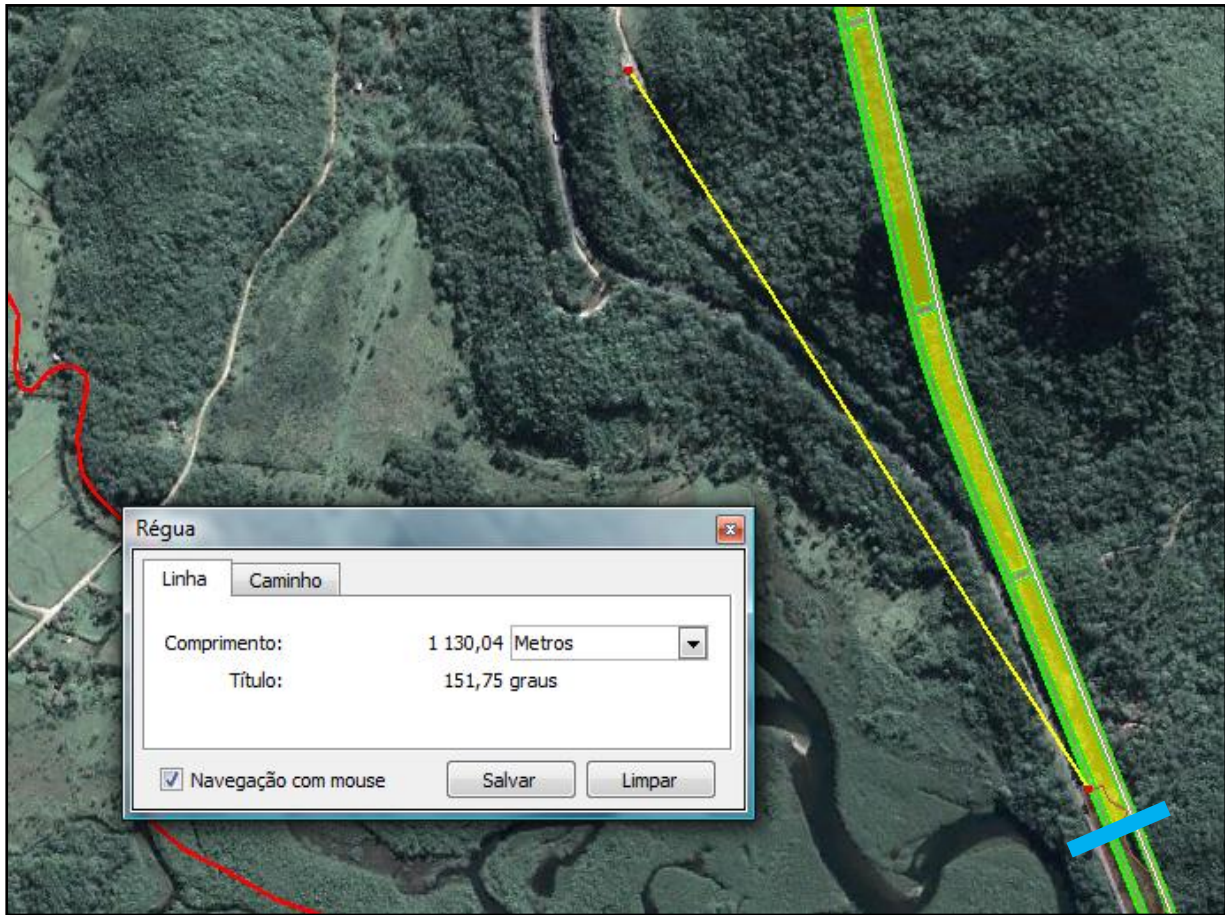 Régua
Linha Caminho
Comprimento: 1 130,04 Metros
Título: 151,75 graus
Navegação com mouse Salvar Limpar